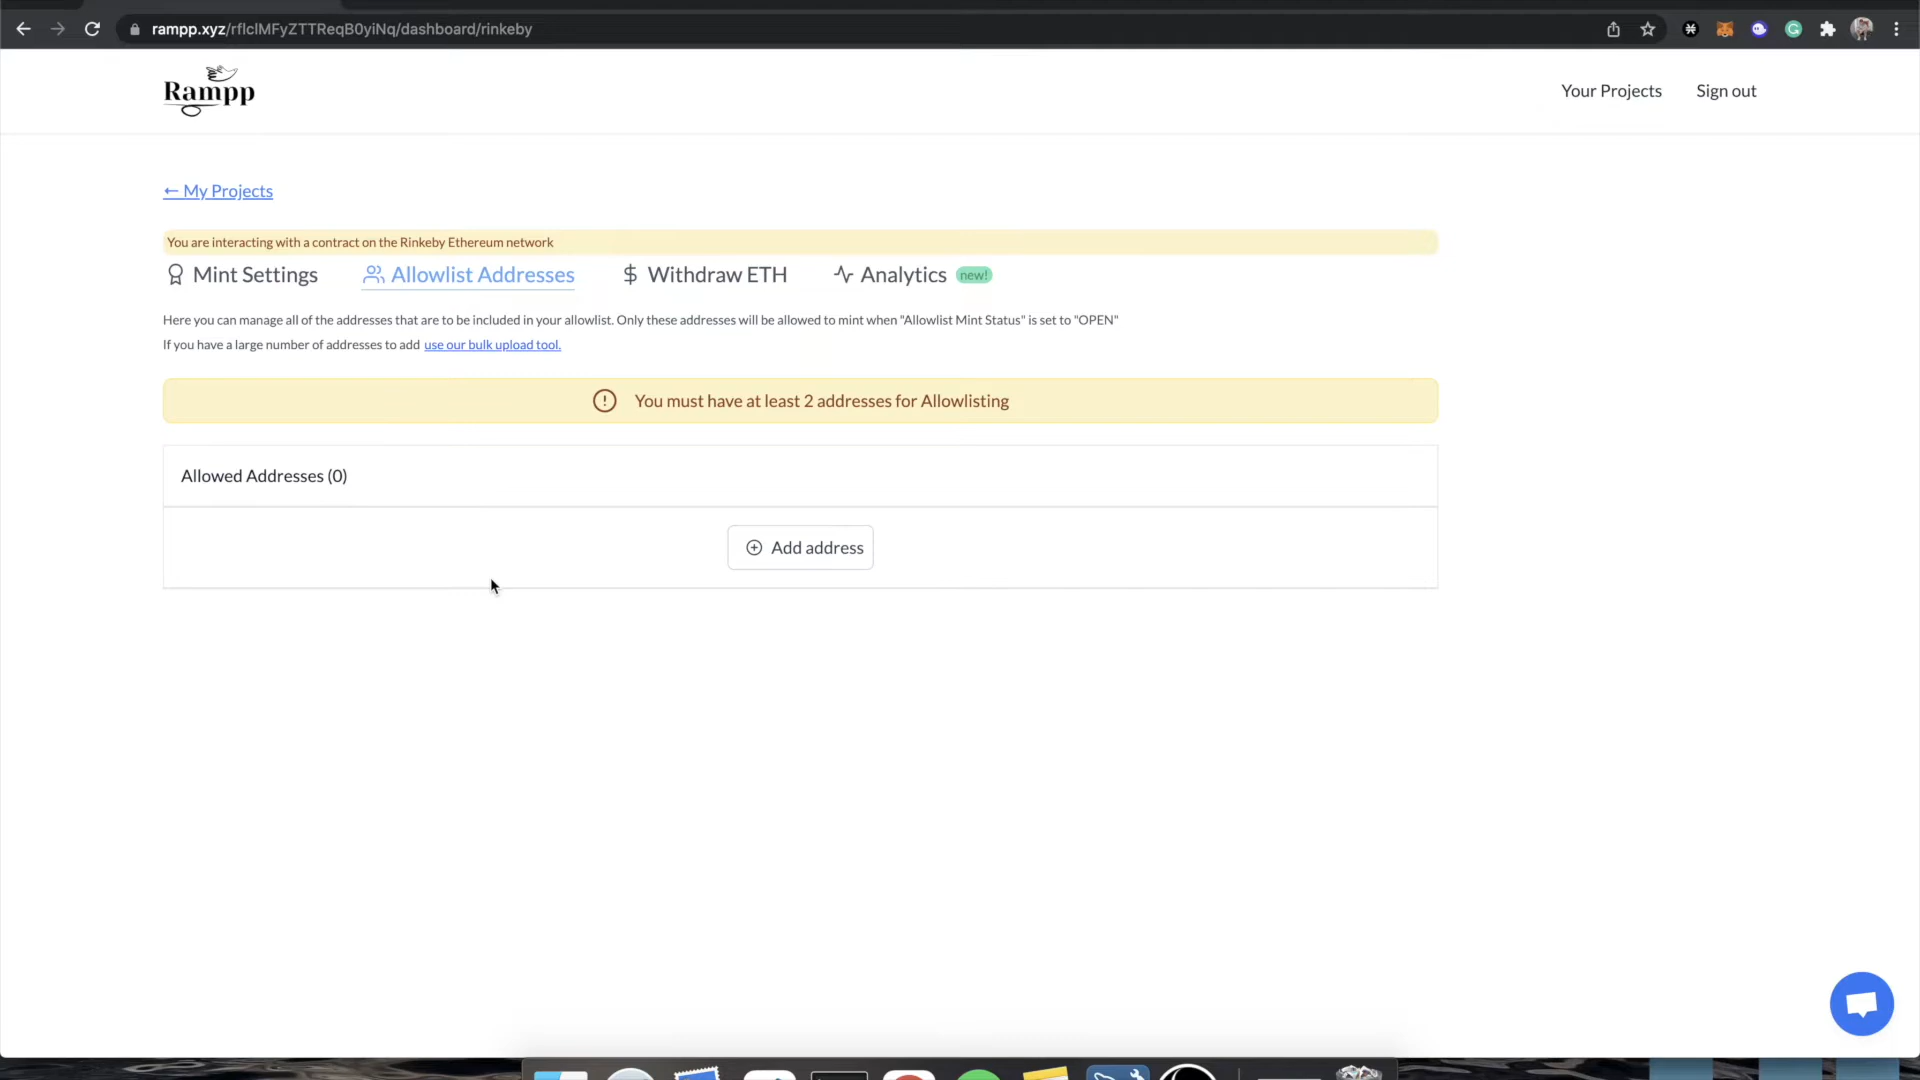 rampp.xyz/rflclMFyZTTReqB0yiNq/dashboard/rinkeby
Rampp
Your Projects
Sign out
← My Projects
You are interacting with a contract on the Rinkeby Ethereum network
Mint Settings
Allowlist Addresses
Withdraw ETH
Analytics
new!
Here you can manage all of the addresses that are to be included in your allowlist. Only these addresses will be allowed to mint when "Allowlist Mint Status" is set to "OPEN"
If you have a large number of addresses to add use our bulk upload tool.
You must have at least 2 addresses for Allowlisting
Allowed Addresses (0)
Add address